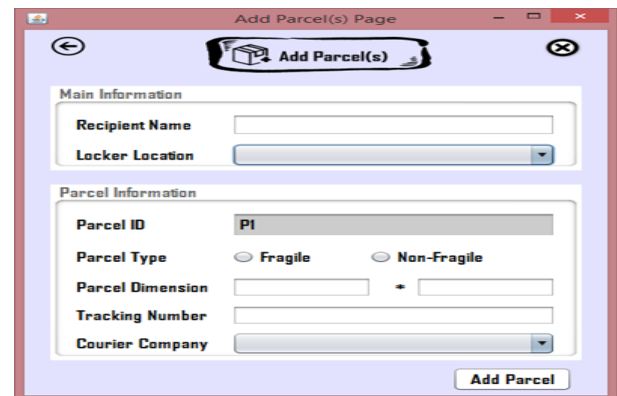 Add Parcel(s) Page
Add Parcel(s)
Main Information
Recipient Name
Locker Location
Parcel Information
Parcel ID P1
Parcel Type Fragile Non-Fragile
Parcel Dimension *
Tracking Number
Courier Company
Add Parcel